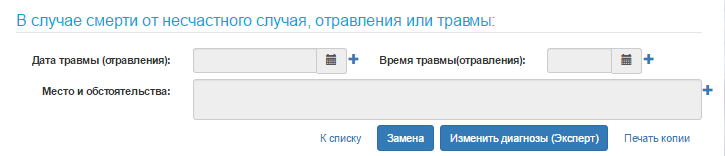 В случае смерти от несчастного случая, отравления или травмы:
Дата травмы (отравления): Время травмы(отравления):
Место и обстоятельства:
К списку Замена Изменить диагнозы (Эксперт) Печать копии